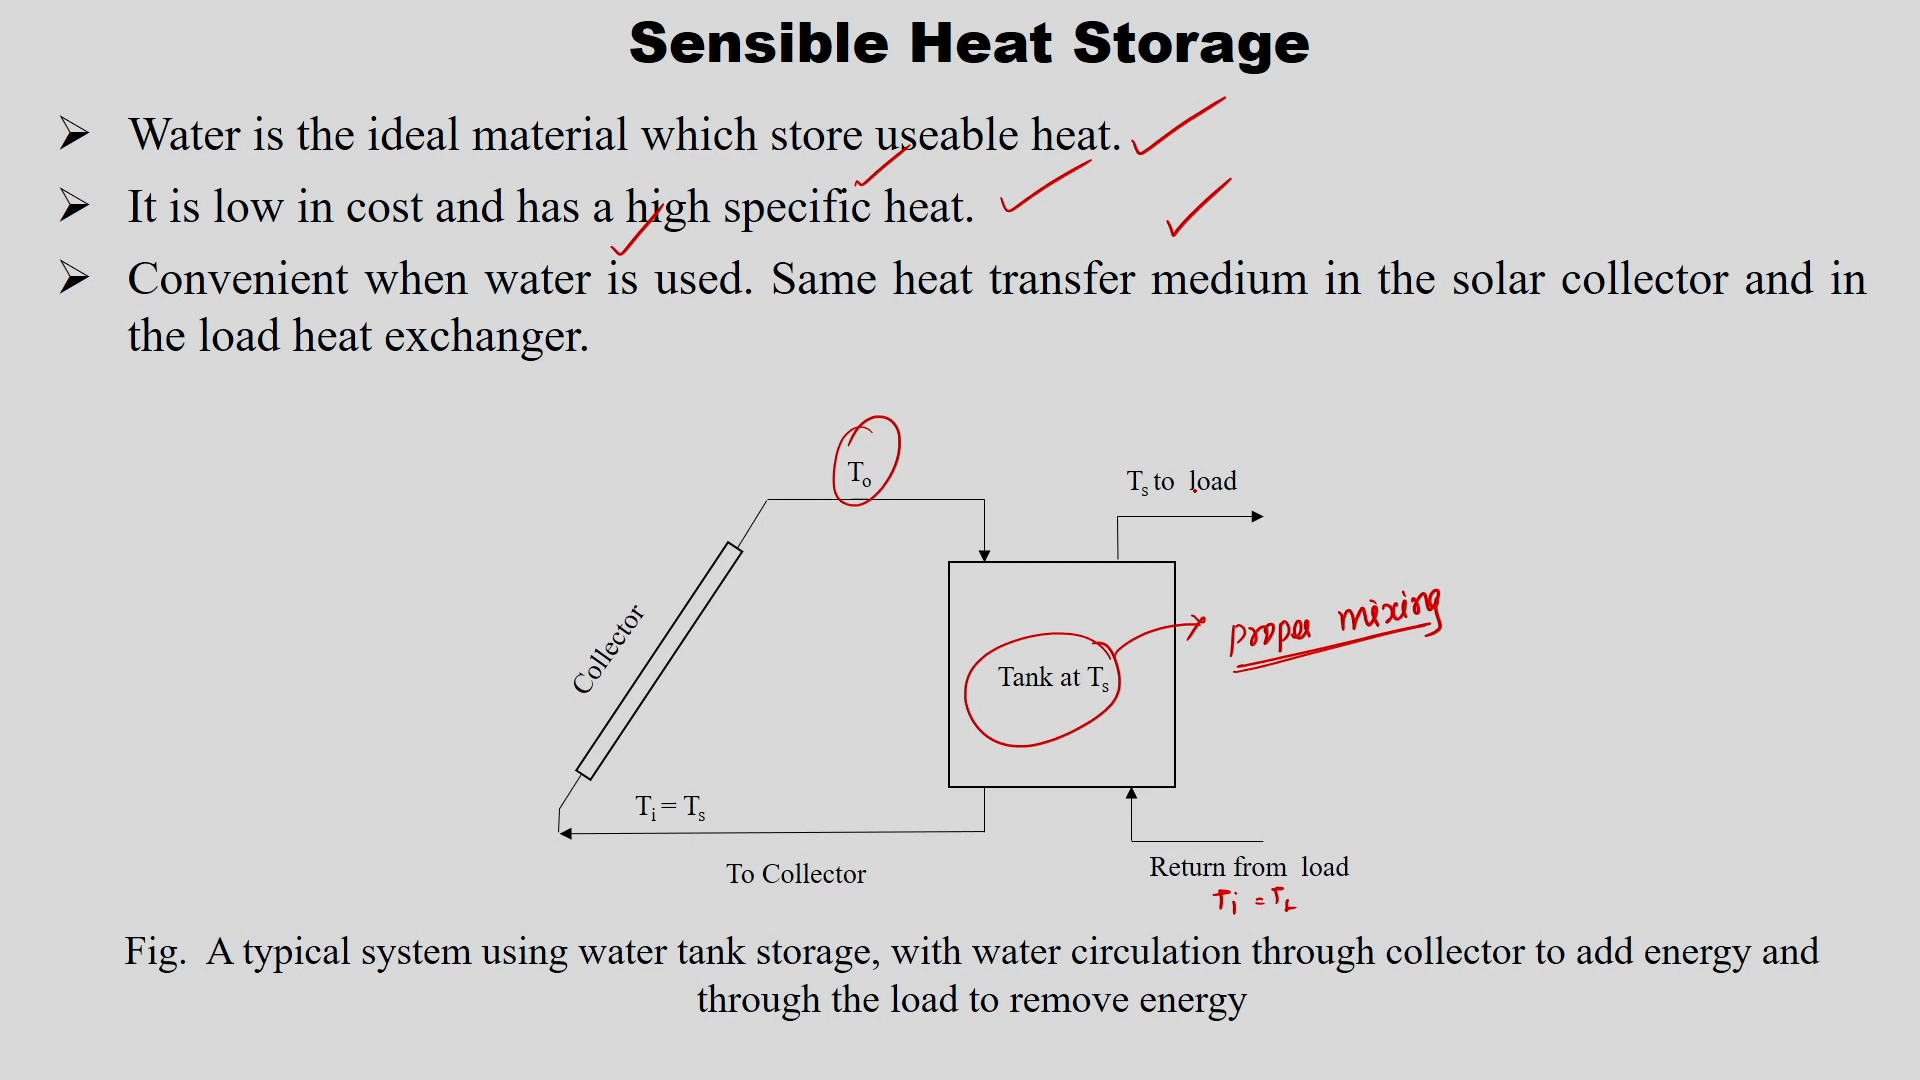 Sensible Heat Storage
Water is the ideal material which store useable heat.
It is low in cost and has a high specific heat.
Convenient when water is used. Same heat transfer medium in the solar collector and in
the load heat exchanger.
To
Ts to load
Collector
proper mixing
Tank at Ts
Ti = Ts
To Collector
Return from load
Ti = TL
Fig. A typical system using water tank storage, with water circulation through collector to add energy and
through the load to remove energy